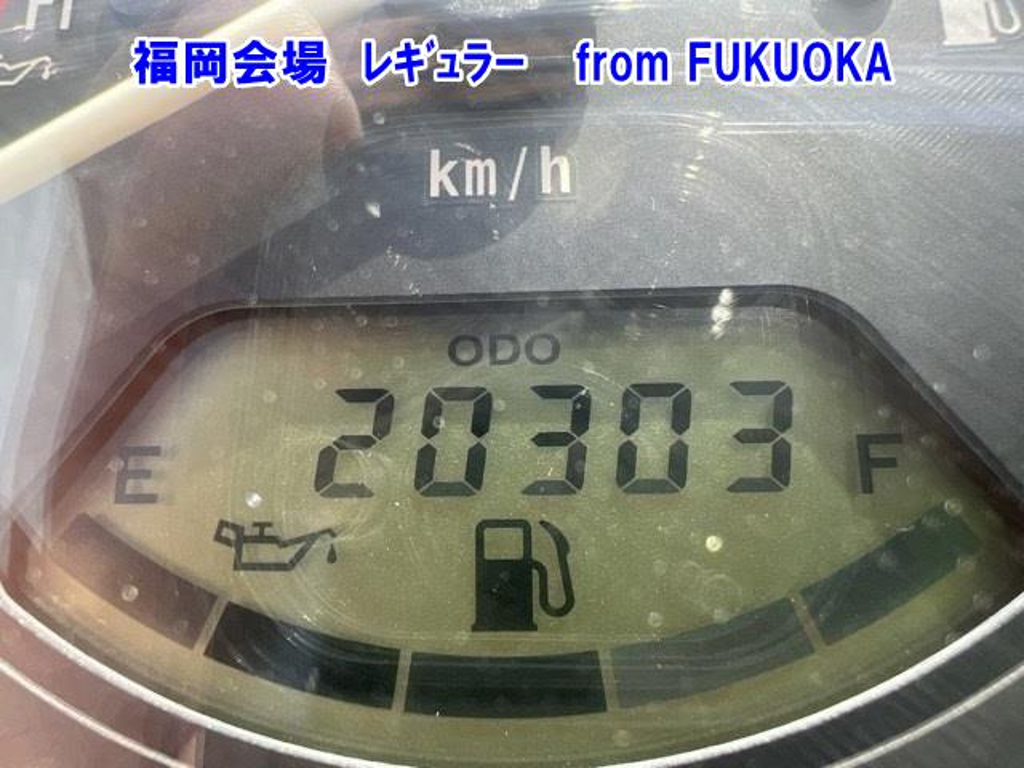 福岡会場 ﾚｷﾞｭﾗｰ from FUKUOKA
km/h
ODO
20303
E F